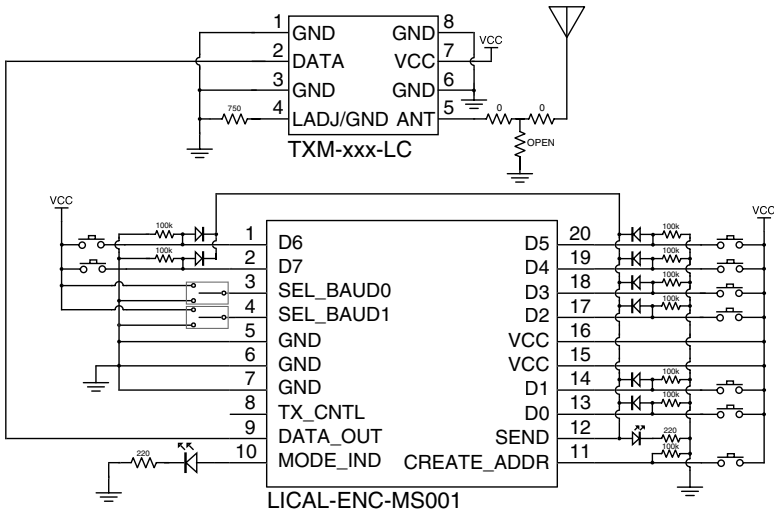 1 GND
2 DATA
3 GND
4 LADJ/GND
GND 8
VCC 7
GND 6
ANT 5
VCC
750
0 0
OPEN
TXM-xxx-LC
VCC
VCC
100k
100k
1 D6
2 D7
3 SEL_BAUD0
4 SEL_BAUD1
5 GND
6 GND
7 GND
8 TX_CNTL
9 DATA_OUT
10 MODE_IND
220
D5 20
D4 19
D3 18
D2 17
VCC 16
VCC 15
D1 14
D0 13
SEND 12
CREATE_ADDR 11
100k
100k
100k
100k
100k
100k
220
100k
LICAL-ENC-MS001